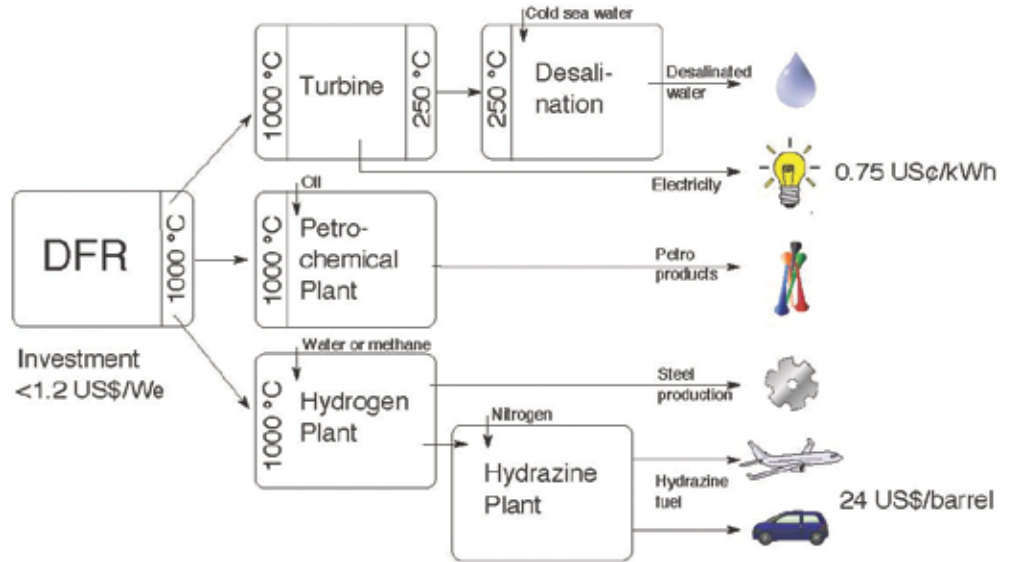 Cold sea water
1000 °C
Turbine
250 °C
250 °C
Desali-
nation
Desalinated
water
Electricity
0.75 US¢/kWh
DFR
1000 °C
Investment
<1.2 US$/We
Oil
1000 °C
Petro-
chemical
Plant
Petro
products
Water or methane
1000 °C
Hydrogen
Plant
Steel
production
Nitrogen
Hydrazine
Plant
Hydrazine
fuel
24 US$/barrel